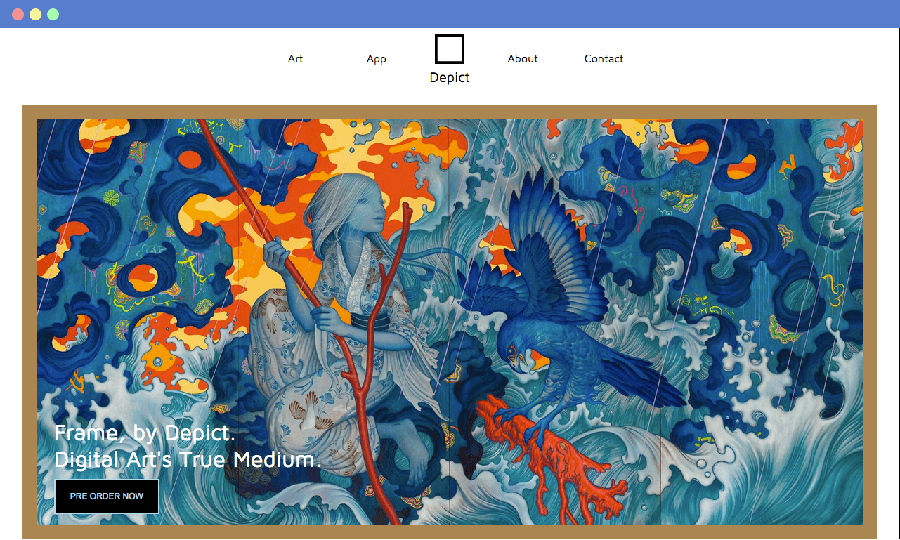 Art
App
Depict
About
Contact
Frame, by Depict.
Digital Art's True Medium.
PRE ORDER NOW